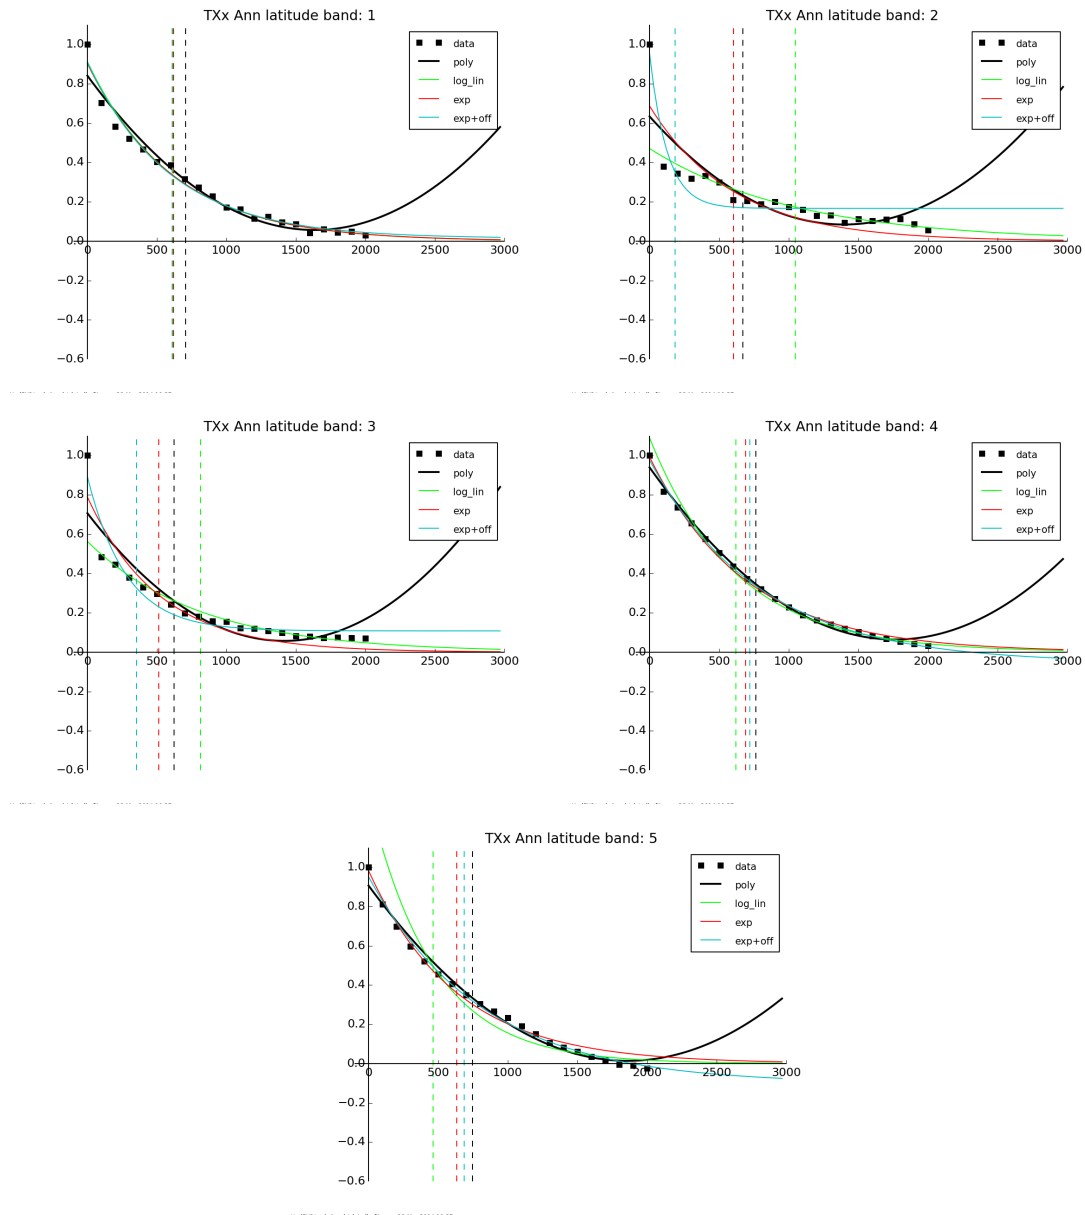 TXx Ann latitude band: 1
1.0
0.8
0.6
0.4
0.2
0.0
−0.2
−0.4
−0.6
0 500 1000 1500 2000 2500 3000
data
poly
log_lin
exp
exp+off
TXx Ann latitude band: 2
1.0
0.8
0.6
0.4
0.2
0.0
−0.2
−0.4
−0.6
0 500 1000 1500 2000 2500 3000
data
poly
log_lin
exp
exp+off
TXx Ann latitude band: 3
1.0
0.8
0.6
0.4
0.2
0.0
−0.2
−0.4
−0.6
0 500 1000 1500 2000 2500 3000
data
poly
log_lin
exp
exp+off
TXx Ann latitude band: 4
1.0
0.8
0.6
0.4
0.2
0.0
−0.2
−0.4
−0.6
0 500 1000 1500 2000 2500 3000
data
poly
log_lin
exp
exp+off
TXx Ann latitude band: 5
1.0
0.8
0.6
0.4
0.2
0.0
−0.2
−0.4
−0.6
0 500 1000 1500 2000 2500 3000
data
poly
log_lin
exp
exp+off